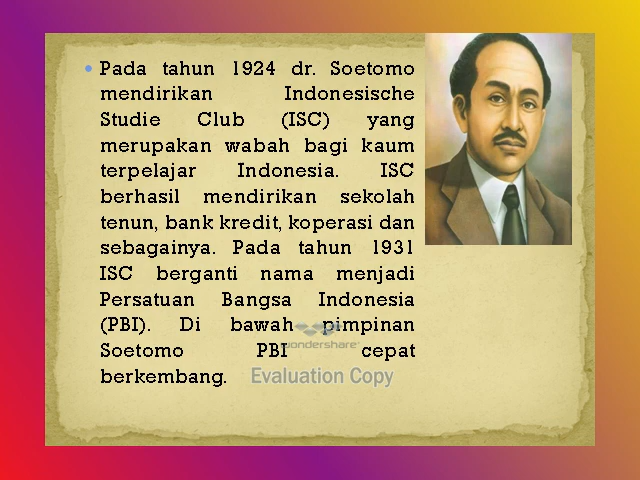 Pada tahun 1924 dr. Soetomo
mendirikan Indonesische
Studie Club (ISC) yang
merupakan wabah bagi kaum
terpelajar Indonesia. ISC
berhasil mendirikan sekolah
tenun, bank kredit, koperasi dan
sebagainya. Pada tahun 1931
ISC berganti nama menjadi
Persatuan Bangsa Indonesia
(PBI). Di bawah pimpinan
Soetomo PBI cepat
berkembang.
wondershare
Evaluation Copy